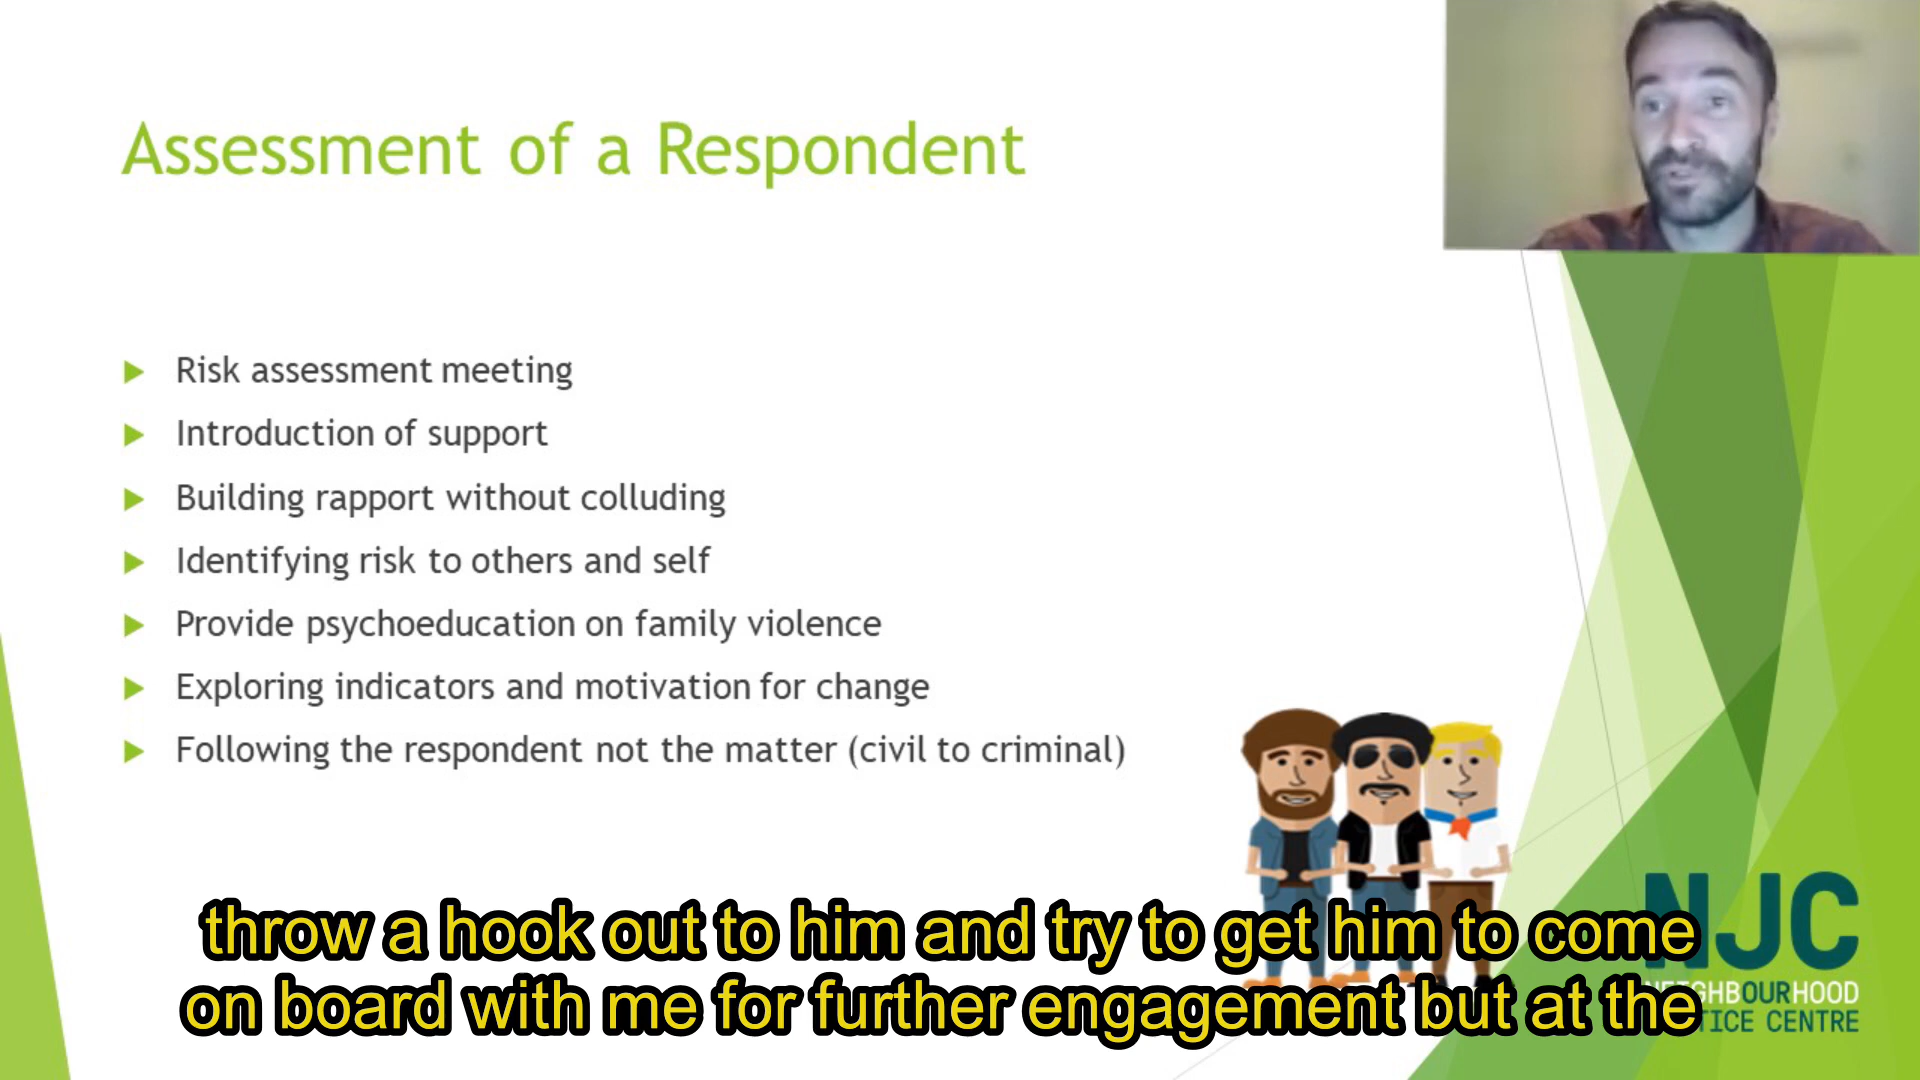 Assessment of a Respondent
Risk assessment meeting
Introduction of support
Building rapport without colluding
Identifying risk to others and self
Provide psychoeducation on family violence
Exploring indicators and motivation for change
Following the respondent not the matter (civil to criminal)
throw a hook out to him and try to get him to come
on board with me for further engagement but at the
NJC
NEIGHBOURHOOD
CENTRE